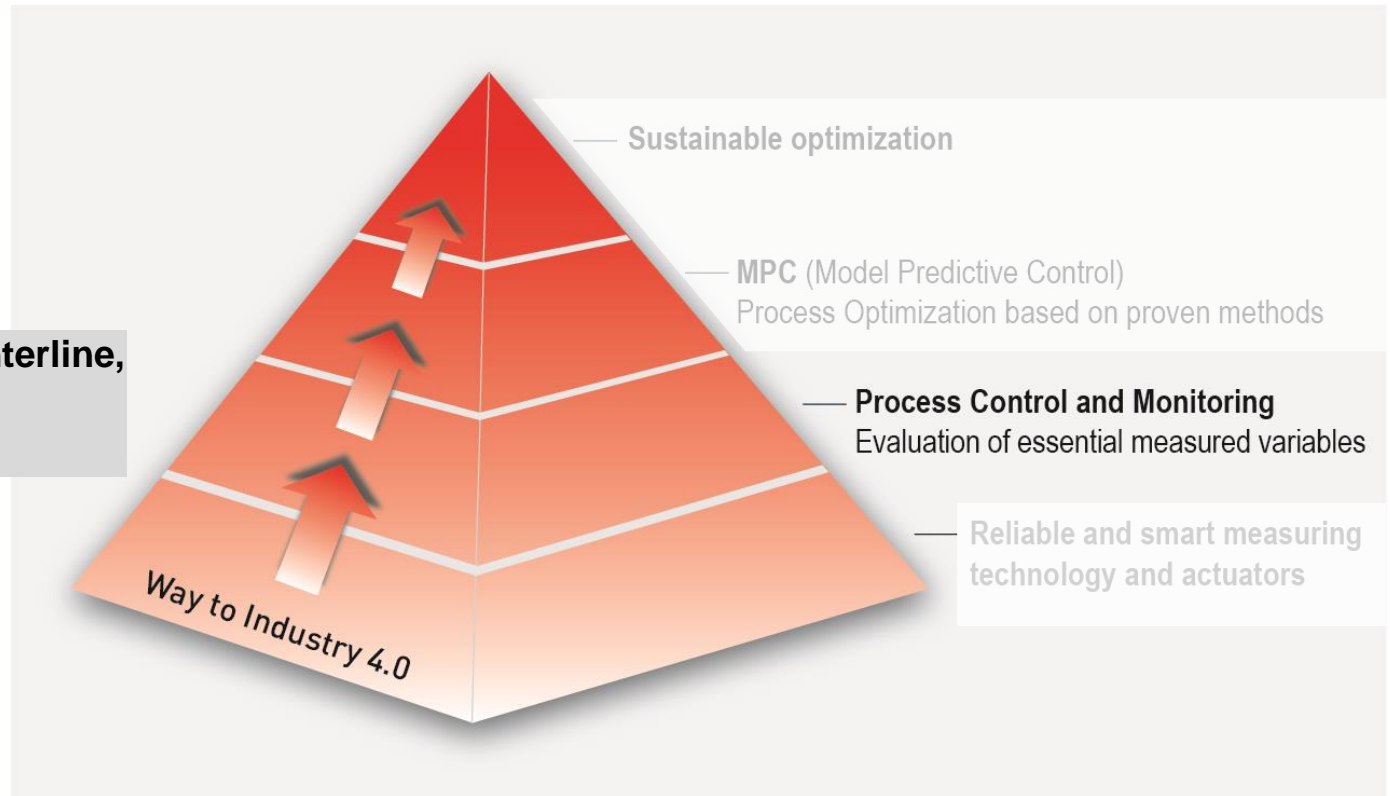 Sustainable optimization
MPC (Model Predictive Control)
Process Optimization based on proven methods
terline,
Process Control and Monitoring
Evaluation of essential measured variables
Reliable and smart measuring
technology and actuators
Way to Industry 4.0